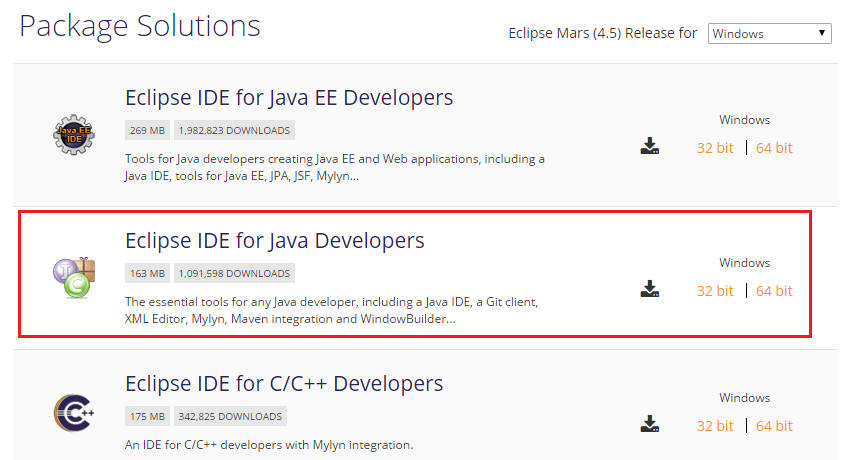 Package Solutions
Eclipse Mars (4.5) Release for Windows
Eclipse IDE for Java EE Developers
269 MB 1,982,823 DOWNLOADS
Tools for Java developers creating Java EE and Web applications, including a
Java IDE, tools for Java EE, JPA, JSF, Mylyn...
Java EE
IDE
Windows
32 bit 64 bit
Eclipse IDE for Java Developers
163 MB 1,091,598 DOWNLOADS
The essential tools for any Java developer, including a Java IDE, a Git client,
XML Editor, Mylyn, Maven integration and WindowBuilder...
J
C
Windows
32 bit 64 bit
Eclipse IDE for C/C++ Developers
175 MB 342,825 DOWNLOADS
An IDE for C/C++ developers with Mylyn integration.
C++
Windows
32 bit 64 bit